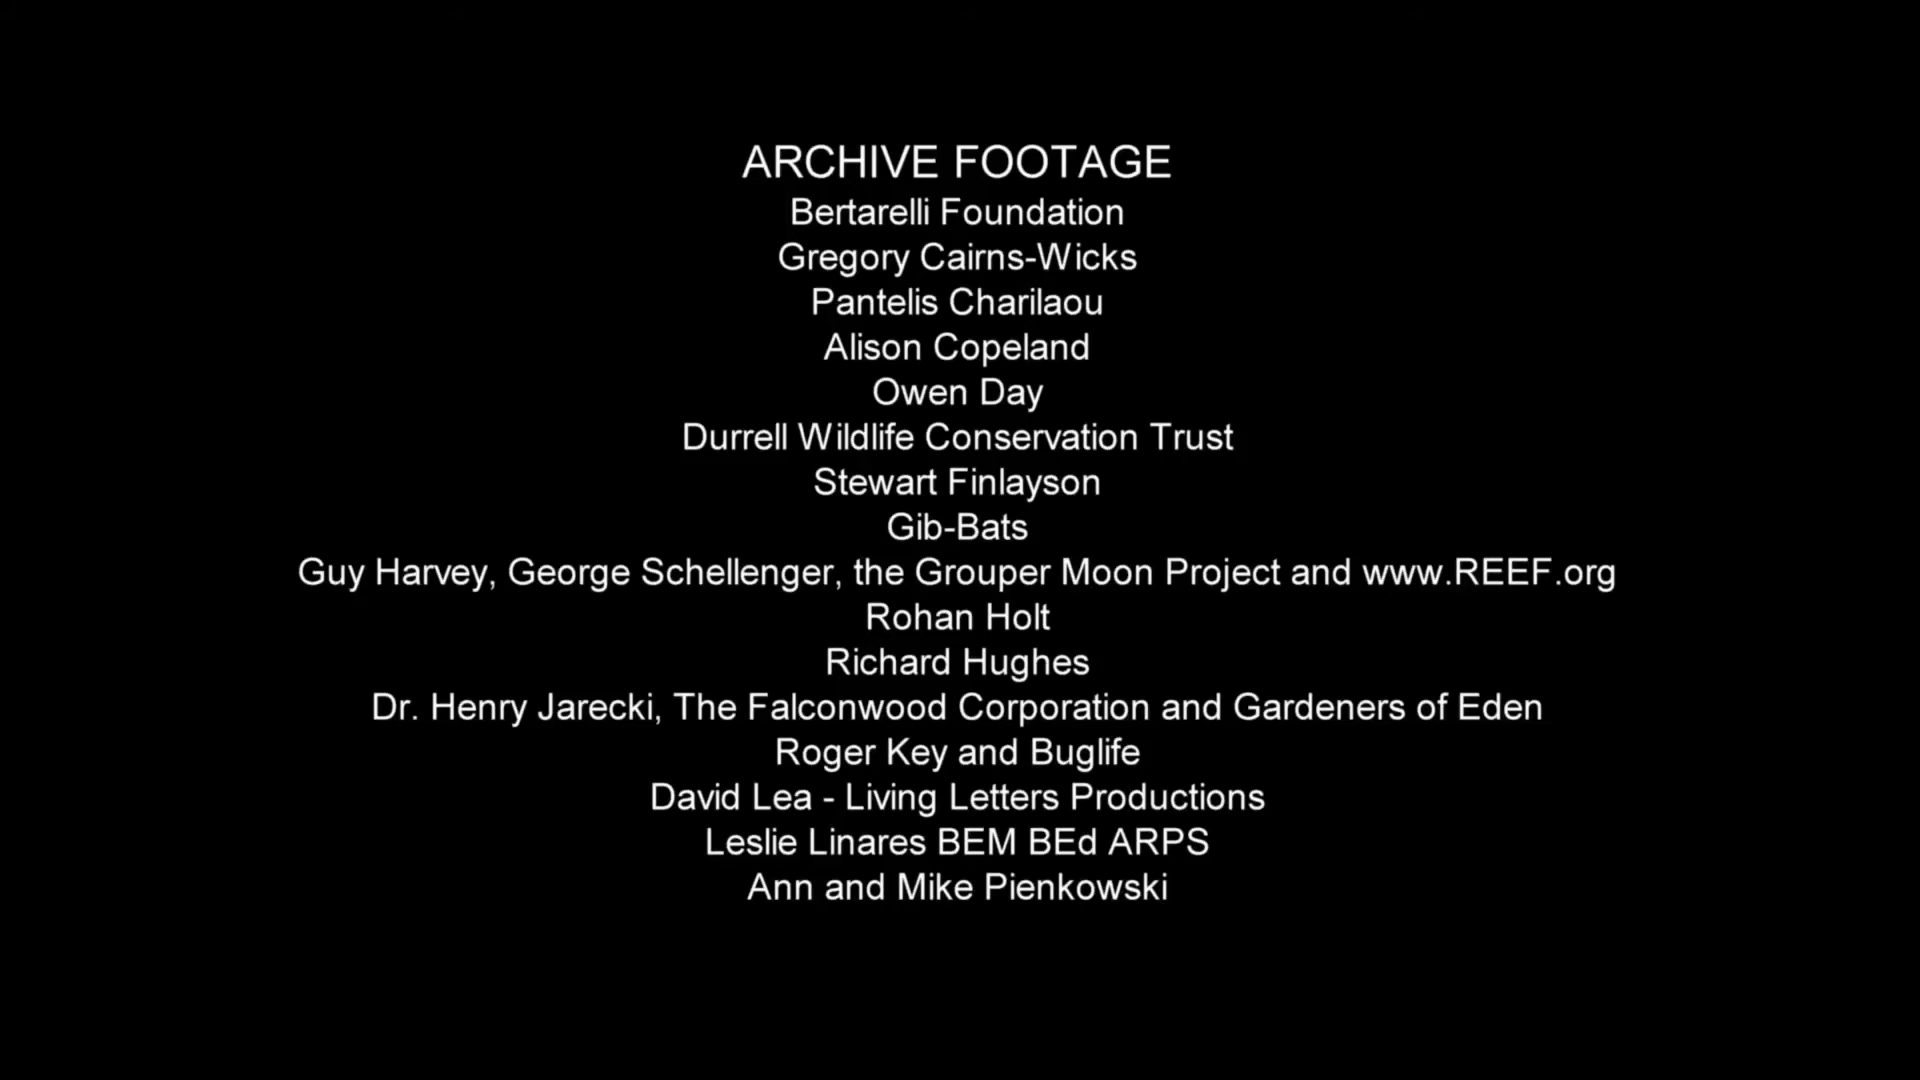 ARCHIVE FOOTAGE
Bertarelli Foundation
Gregory Cairns-Wicks
Pantelis Charilaou
Alison Copeland
Owen Day
Durrell Wildlife Conservation Trust
Stewart Finlayson
Gib-Bats
Guy Harvey, George Schellenger, the Grouper Moon Project and www.REEF.org
Rohan Holt
Richard Hughes
Dr. Henry Jarecki, The Falconwood Corporation and Gardeners of Eden
Roger Key and Buglife
David Lea - Living Letters Productions
Leslie Linares BEM BEd ARPS
Ann and Mike Pienkowski